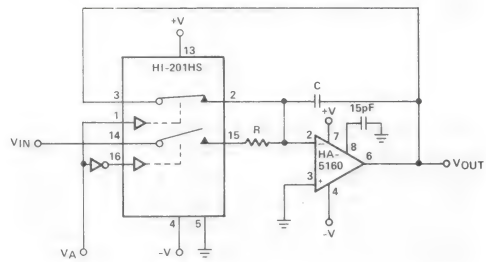 +V
13
HI-201HS
3
2
C
1
15pF
+V
14
15
R
2
7
8
VIN
HA-
5160
6
VOUT
16
3
4
4
5
-V
VA
-V
−
+